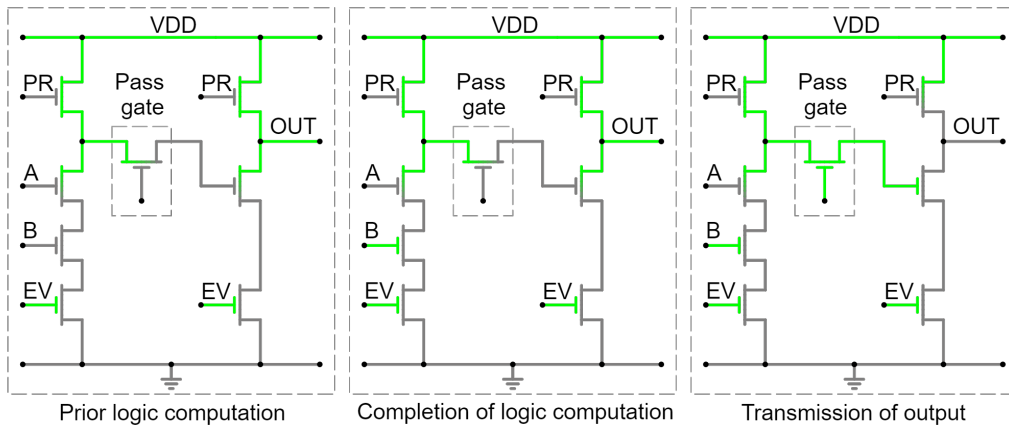 VDD
PR
Pass
gate
PR
OUT
A
B
EV
EV
Prior logic computation
VDD
PR
Pass
gate
PR
OUT
A
B
EV
EV
Completion of logic computation
VDD
PR
Pass
gate
PR
OUT
A
B
EV
EV
Transmission of output